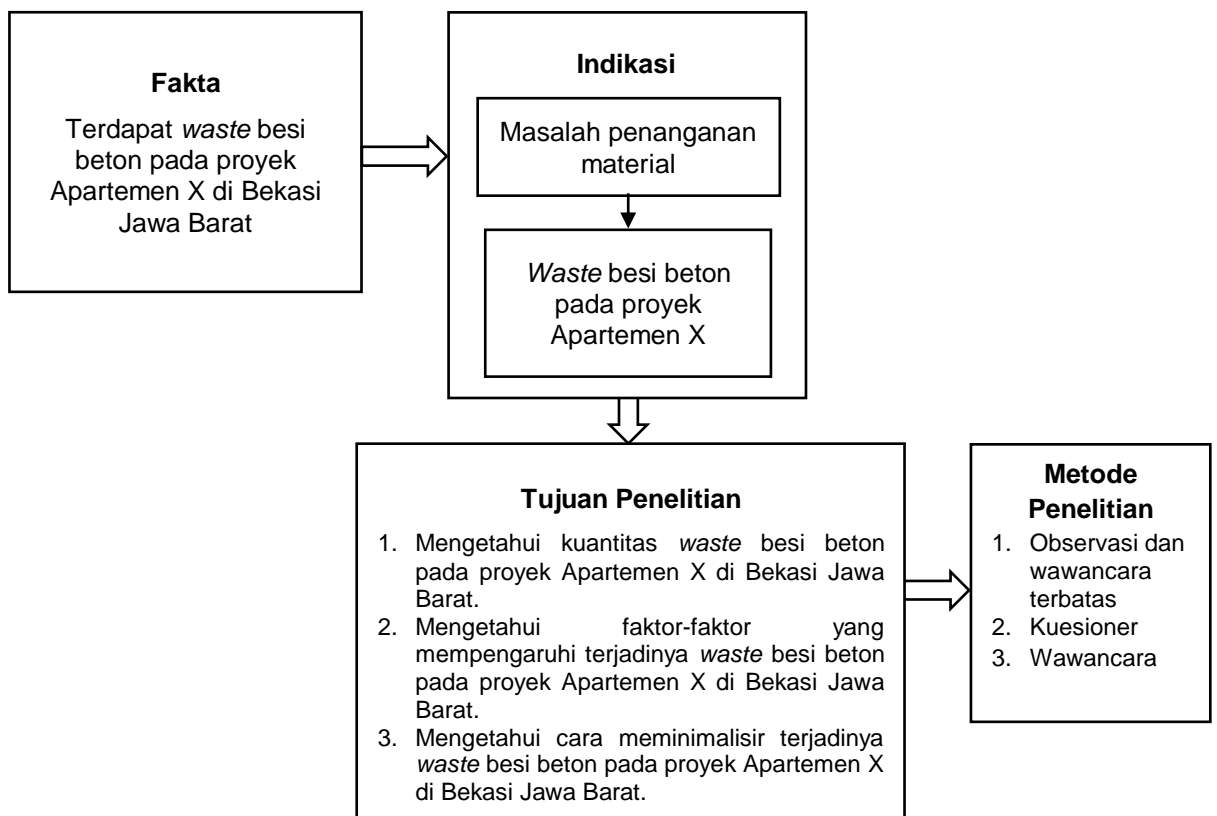 Fakta
Terdapat waste besi
beton pada proyek
Apartemen X di Bekasi
Jawa Barat
Indikasi
Masalah penanganan
material
Waste besi beton
pada proyek
Apartemen X
Tujuan Penelitian
1. Mengetahui kuantitas waste besi beton
pada proyek Apartemen X di Bekasi Jawa
Barat.
2. Mengetahui faktor-faktor yang
mempengaruhi terjadinya waste besi beton
pada proyek Apartemen X di Bekasi Jawa
Barat.
3. Mengetahui cara meminimalisir terjadinya
waste besi beton pada proyek Apartemen X
di Bekasi Jawa Barat.
Metode
Penelitian
1. Observasi dan
wawancara
terbatas
2. Kuesioner
3. Wawancara